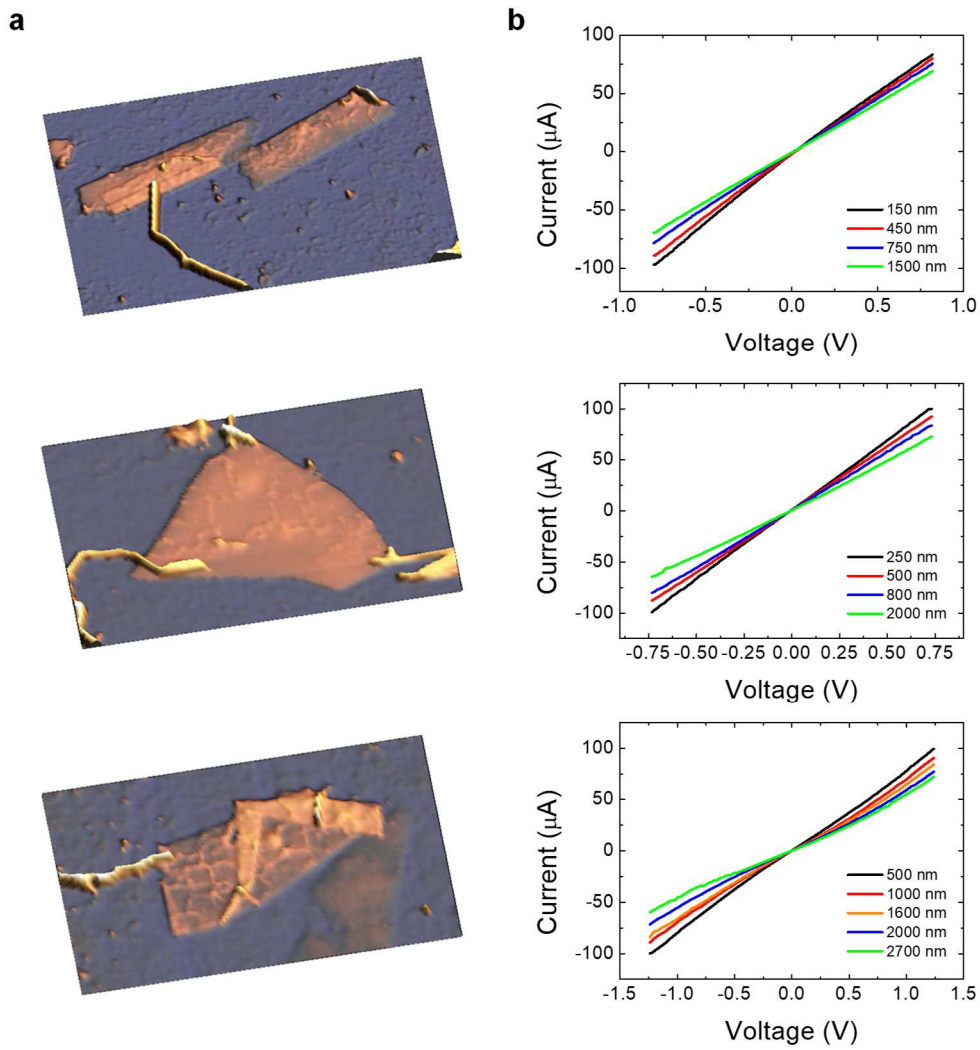 a
b
100
50
0
-50
-100
Current (μA)
-1.0 -0.5 0.0 0.5 1.0
Voltage (V)
150 nm
450 nm
750 nm
1500 nm
100
50
0
-50
-100
Current (μA)
-0.75 -0.50 -0.25 0.00 0.25 0.50 0.75
Voltage (V)
250 nm
500 nm
800 nm
2000 nm
100
50
0
-50
-100
Current (μA)
-1.5 -1.0 -0.5 0.0 0.5 1.0 1.5
Voltage (V)
500 nm
1000 nm
1600 nm
2000 nm
2700 nm